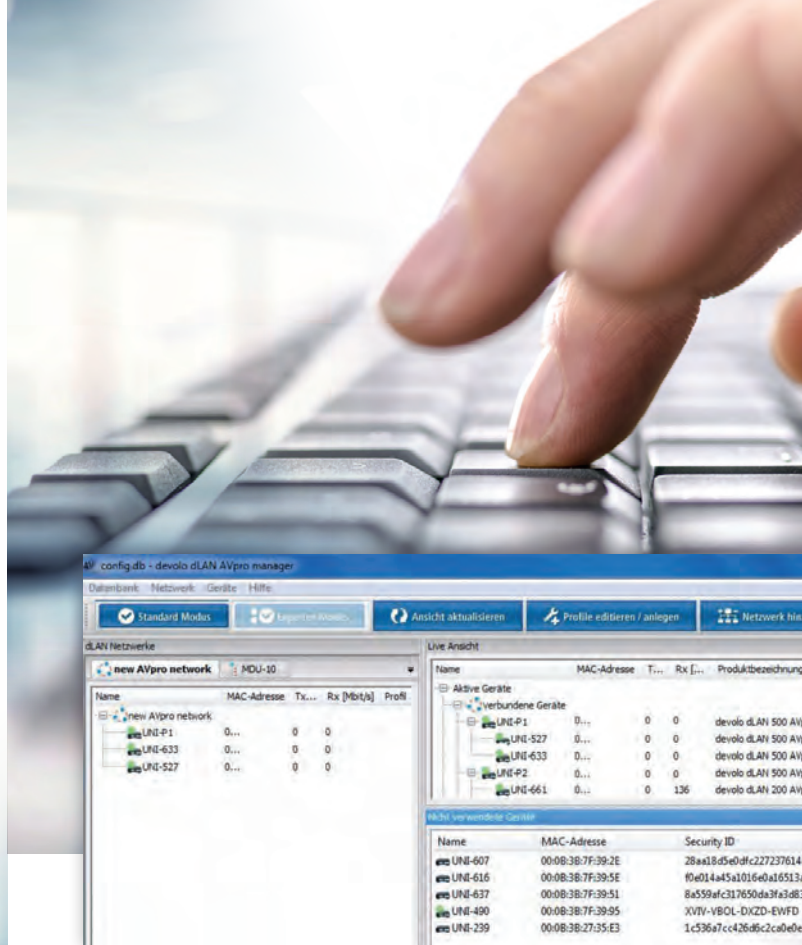 config.db - devolo dLAN AVpro manager
Datenbank Netzwerk Geräte Hilfe
Standard Modus Experten Modus Ansicht aktualisieren Profile editieren / anlegen Netzwerk hin
dLAN Netzwerke
new AVpro network MDU-10
Name MAC-Adresse Tx... Rx [Mbit/s] Profil
new AVpro network
UNI-P1 0... 0 0
UNI-633 0... 0 0
UNI-527 0... 0 0
Live Ansicht
Name MAC-Adresse T... Rx [... Produktbezeichnung
Aktive Geräte
verbundene Geräte
UNI-P1 0... 0 0 devolo dLAN 500 AV
UNI-527 0... 0 0 devolo dLAN 500 AV
UNI-633 0... 0 0 devolo dLAN 500 AV
UNI-P2 0... 0 0 devolo dLAN 500 AV
UNI-661 0... 0 136 devolo dLAN 200 AV
Nicht verwendete Geräte
Name MAC-Adresse Security ID
UNI-607 00:0B:3B:7F:39:2E 28aa18d5e0dfc227237614
UNI-616 00:0B:3B:7F:39:5E f0e014a45a1016e0a16513
UNI-637 00:0B:3B:7F:39:51 8a559afc317650da3fa3d83
UNI-490 00:0B:3B:7F:39:95 XVIV-VBOL-DXZD-EWFD
UNI-239 00:0B:3B:27:35:E3 1c536a7cc426d6c2ca0e0e